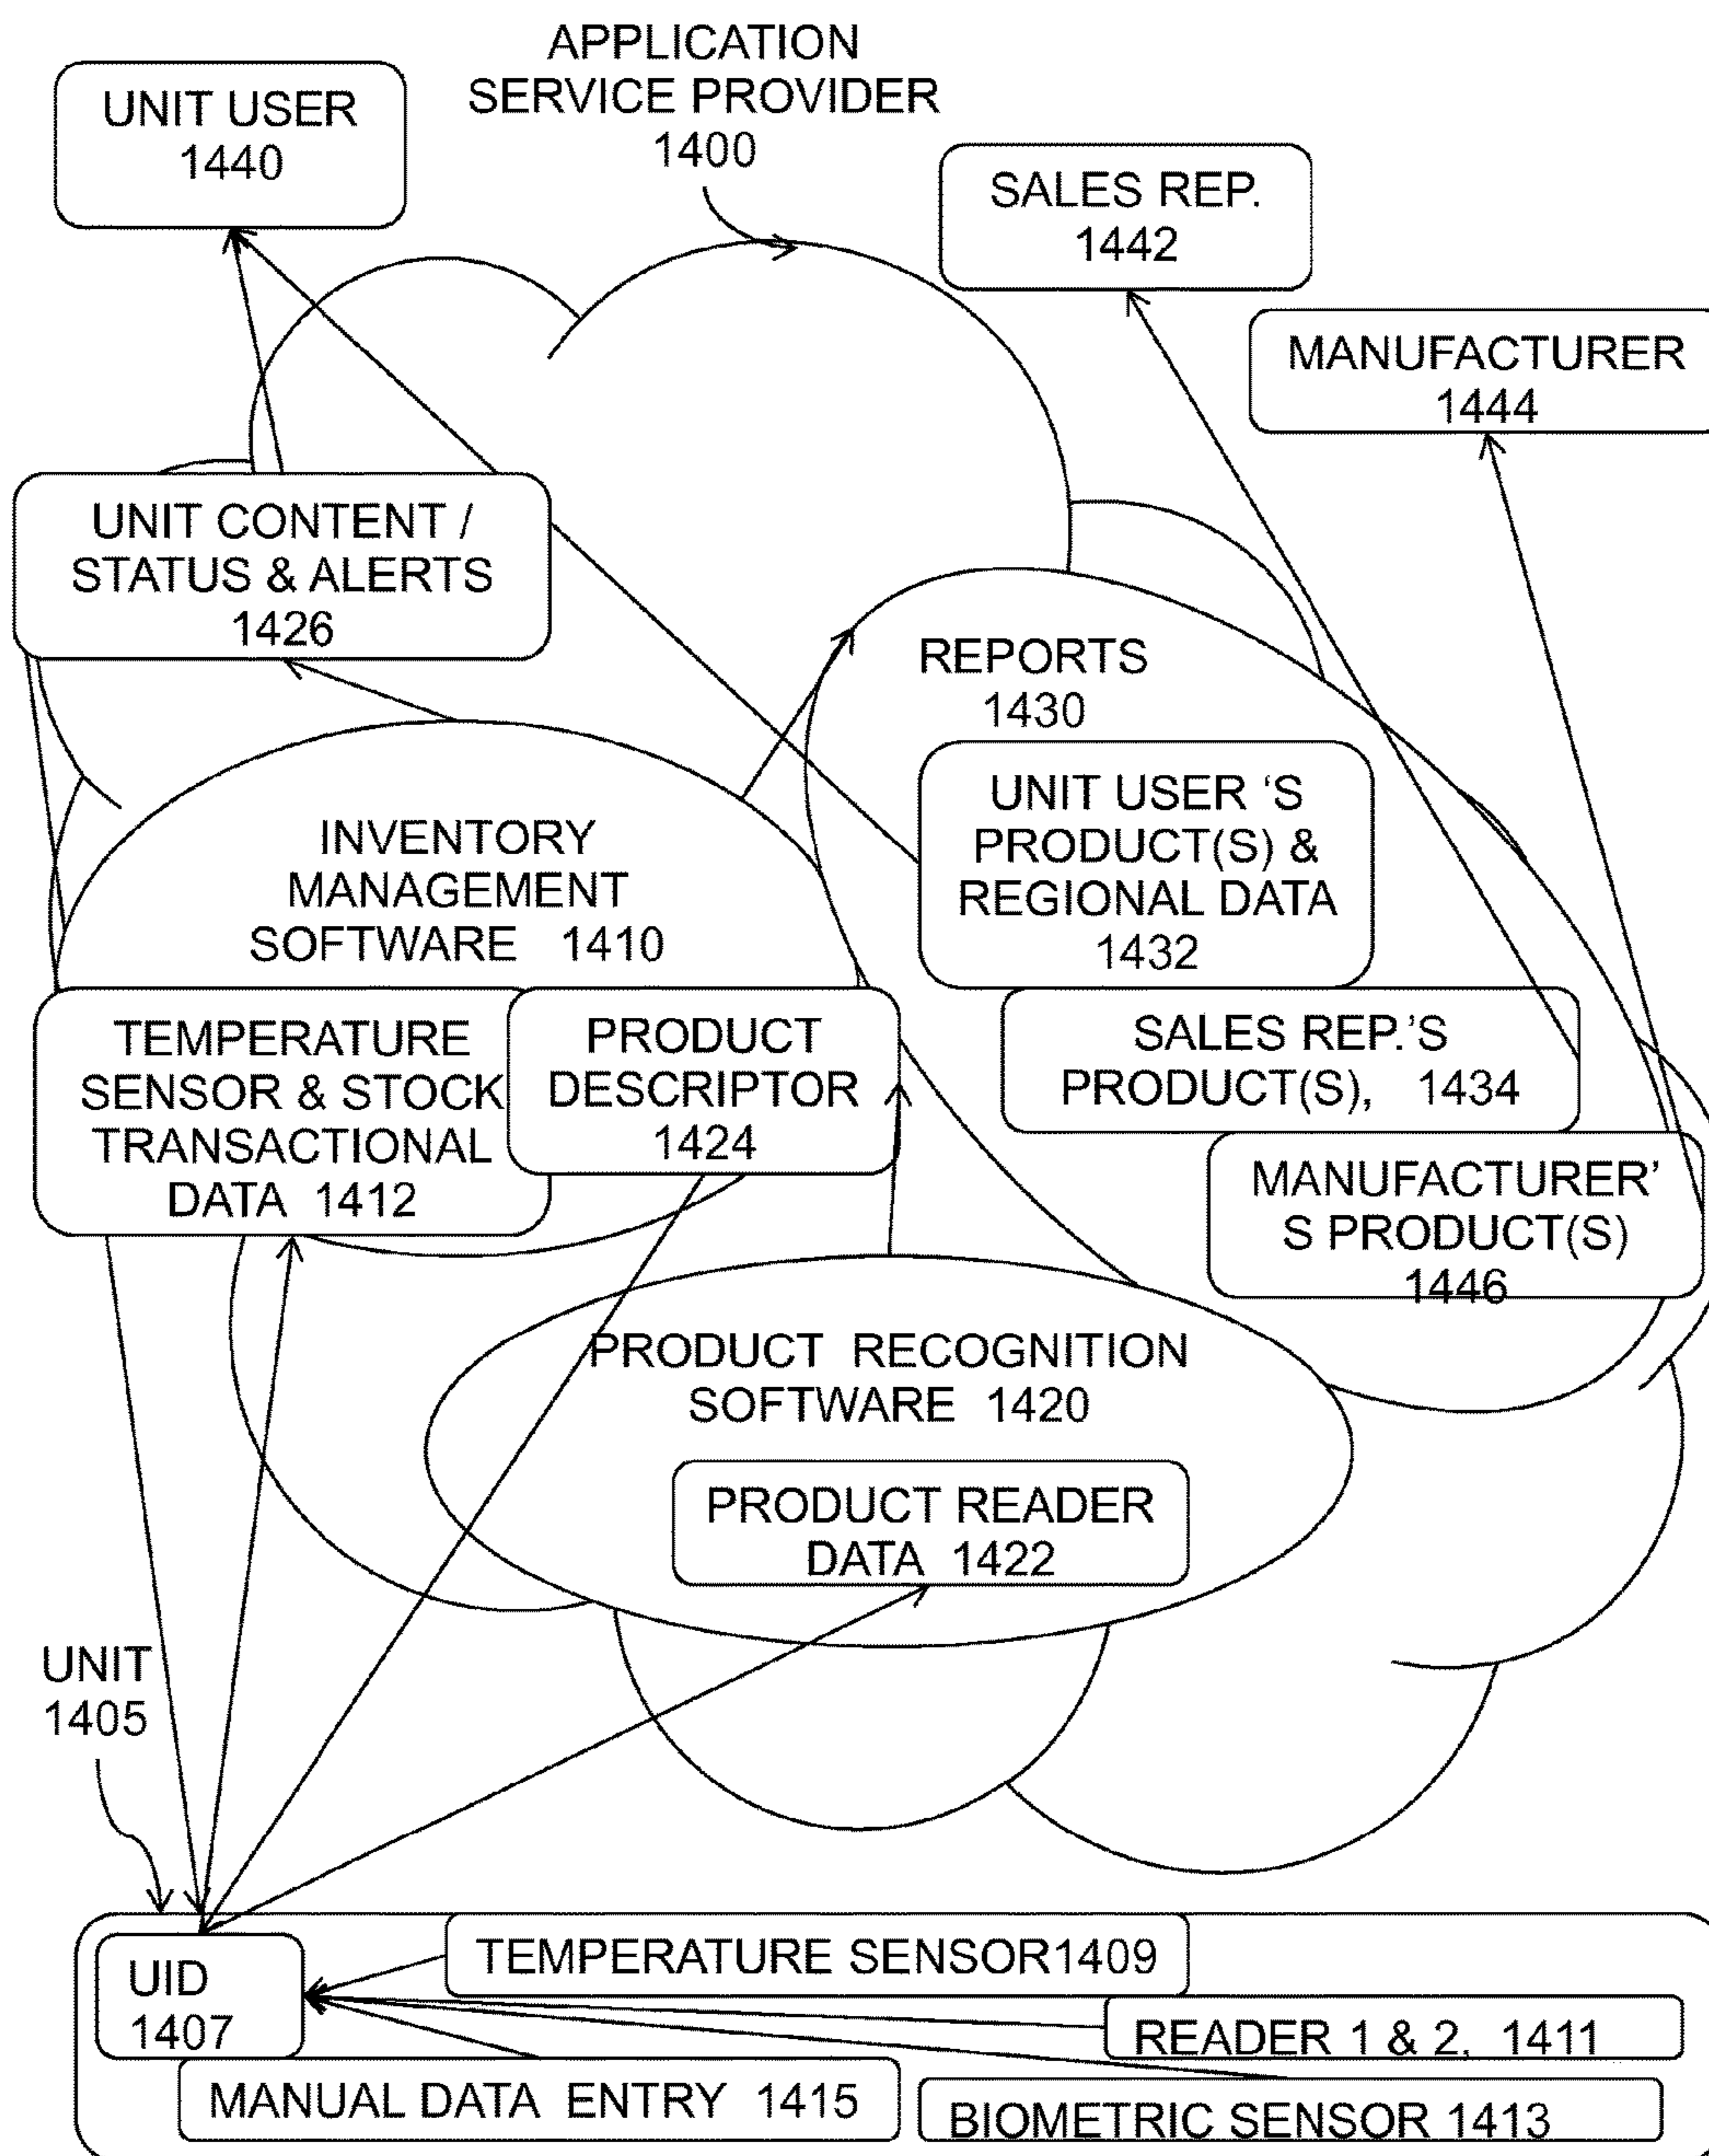 APPLICATION
SERVICE PROVIDER
1400
UNIT USER
1440
SALES REP.
1442
MANUFACTURER
1444
UNIT CONTENT /
STATUS & ALERTS
1426
REPORTS
1430
UNIT USER 'S
PRODUCT(S) &
REGIONAL DATA
1432
INVENTORY
MANAGEMENT
SOFTWARE 1410
TEMPERATURE
SENSOR & STOCK
TRANSACTIONAL
DATA 1412
PRODUCT
DESCRIPTOR
1424
SALES REP.'S
PRODUCT(S), 1434
MANUFACTURER'
S PRODUCT(S)
1446
PRODUCT RECOGNITION
SOFTWARE 1420
PRODUCT READER
DATA 1422
UNIT
1405
UID
1407
TEMPERATURE SENSOR1409
READER 1 & 2, 1411
MANUAL DATA ENTRY 1415
BIOMETRIC SENSOR 1413